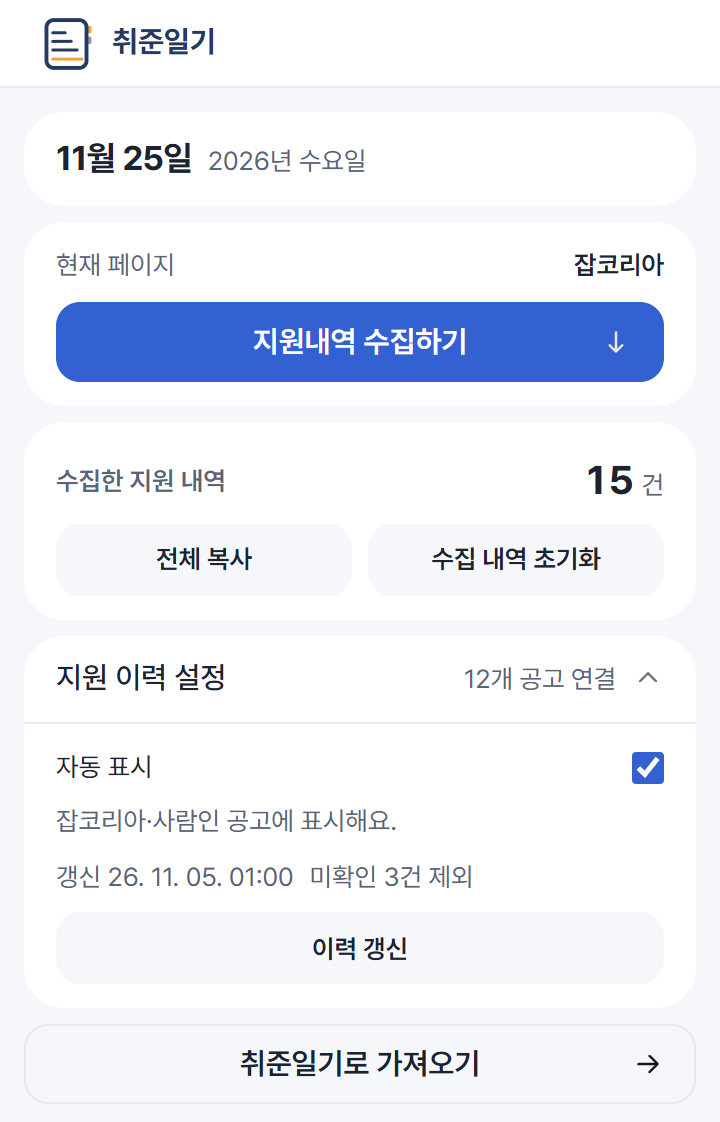 취준일기
11월 25일 2026년 수요일
현재 페이지 잡코리아
지원내역 수집하기 ↓
수집한 지원 내역 15 건
전체 복사 수집 내역 초기화
지원 이력 설정 12개 공고 연결
자동 표시
잡코리아·사람인 공고에 표시해요.
갱신 26. 11. 05. 01:00 미확인 3건 제외
이력 갱신
취준일기로 가져오기 →